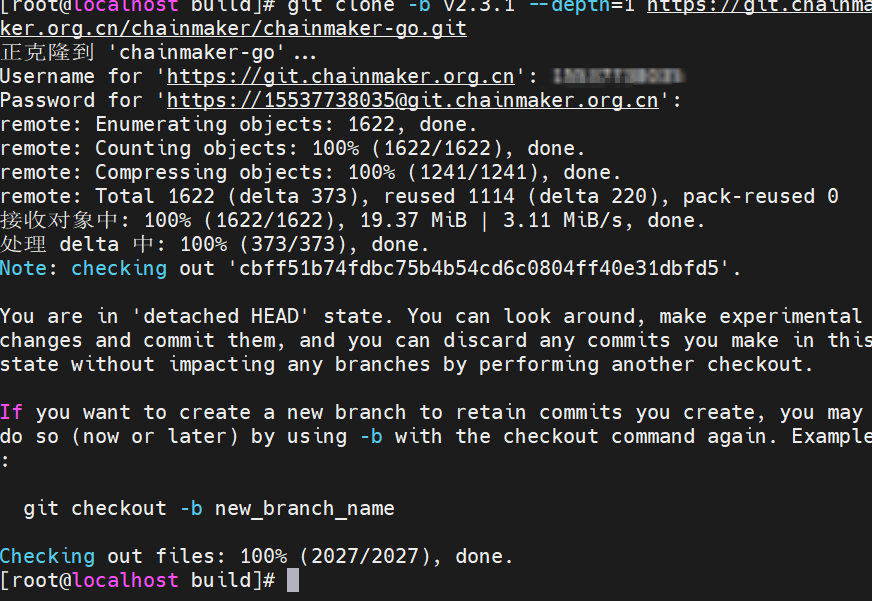 [root@localhost build]# git clone -b v2.3.1 --depth=1 https://git.chainma
ker.org.cn/chainmaker/chainmaker-go.git
正克隆到 'chainmaker-go'...
Username for 'https://git.chainmaker.org.cn':
Password for 'https://15537738035@git.chainmaker.org.cn':
remote: Enumerating objects: 1622, done.
remote: Counting objects: 100% (1622/1622), done.
remote: Compressing objects: 100% (1241/1241), done.
remote: Total 1622 (delta 373), reused 1114 (delta 220), pack-reused 0
接收对象中: 100% (1622/1622), 19.37 MiB | 3.11 MiB/s, done.
处理 delta 中: 100% (373/373), done.
Note: checking out 'cbff51b74fdbc75b4b54cd6c0804ff40e31dbfd5'.

You are in 'detached HEAD' state. You can look around, make experimental
changes and commit them, and you can discard any commits you make in this
state without impacting any branches by performing another checkout.

If you want to create a new branch to retain commits you create, you may
do so (now or later) by using -b with the checkout command again. Example
:

  git checkout -b new_branch_name

Checking out files: 100% (2027/2027), done.
[root@localhost build]#